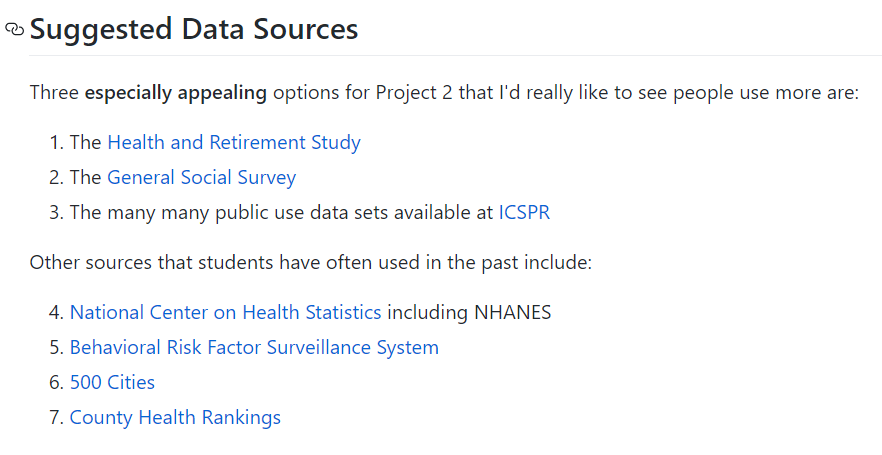 Suggested Data Sources
Three especially appealing options for Project 2 that I'd really like to see people use more are:
1. The Health and Retirement Study
2. The General Social Survey
3. The many many public use data sets available at ICSPR
Other sources that students have often used in the past include:
4. National Center on Health Statistics including NHANES
5. Behavioral Risk Factor Surveillance System
6. 500 Cities
7. County Health Rankings